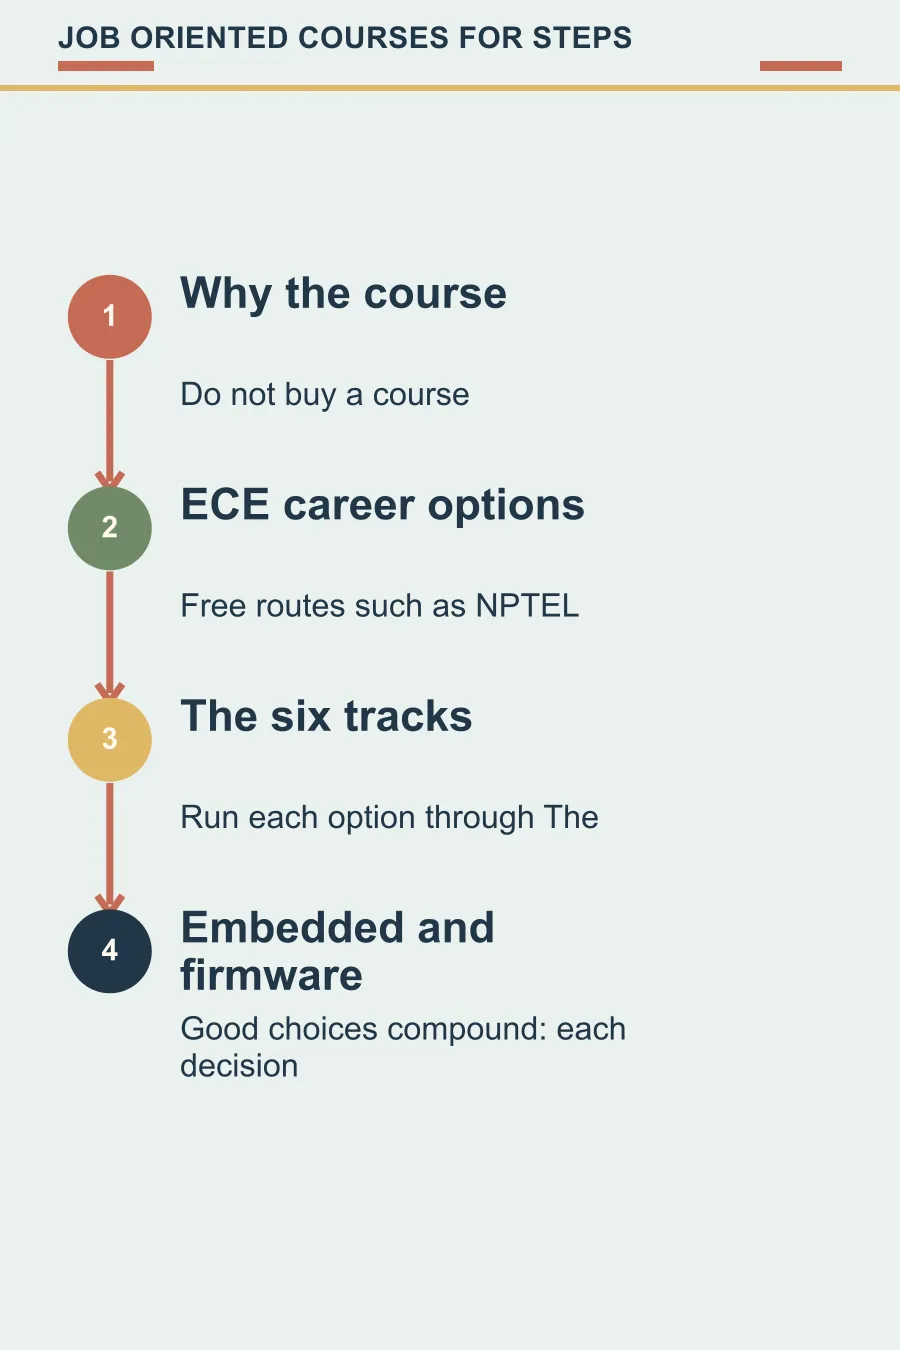 JOB ORIENTED COURSES FOR STEPS
1
Why the course
Do not buy a course
2
ECE career options
Free routes such as NPTEL
3
The six tracks
Run each option through The
4
Embedded and
firmware
Good choices compound: each
decision